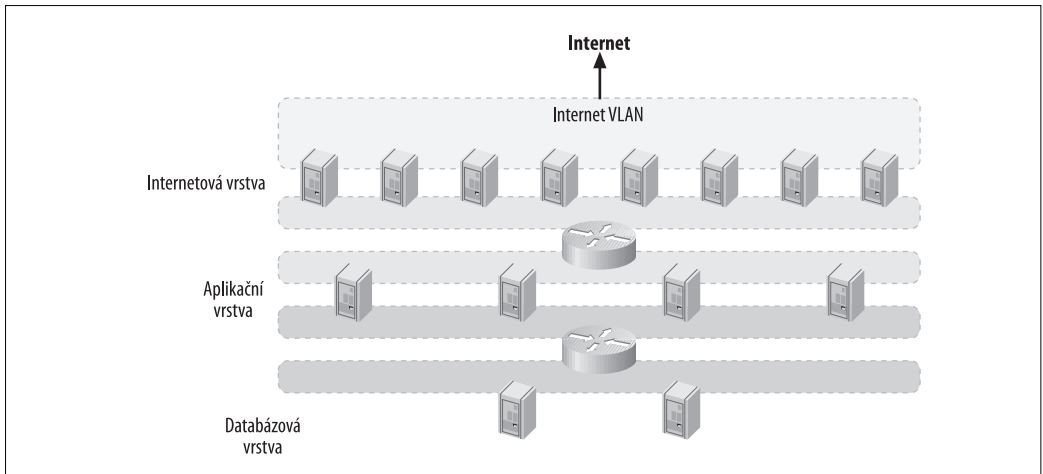 Internet
Internet VLAN
Internetová vrstva
Aplikační
vrstva
Databázová
vrstva